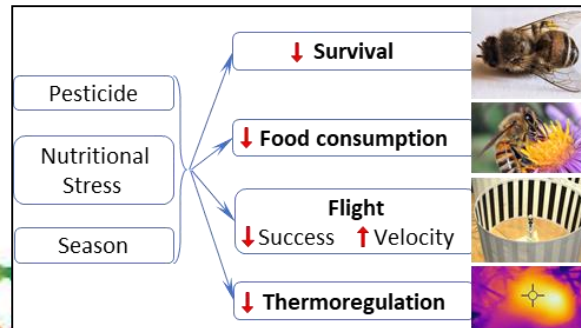 Pesticide
Nutritional
Stress
Season
↓ Survival
↓ Food consumption
Flight
↓ Success ↑ Velocity
↓ Thermoregulation